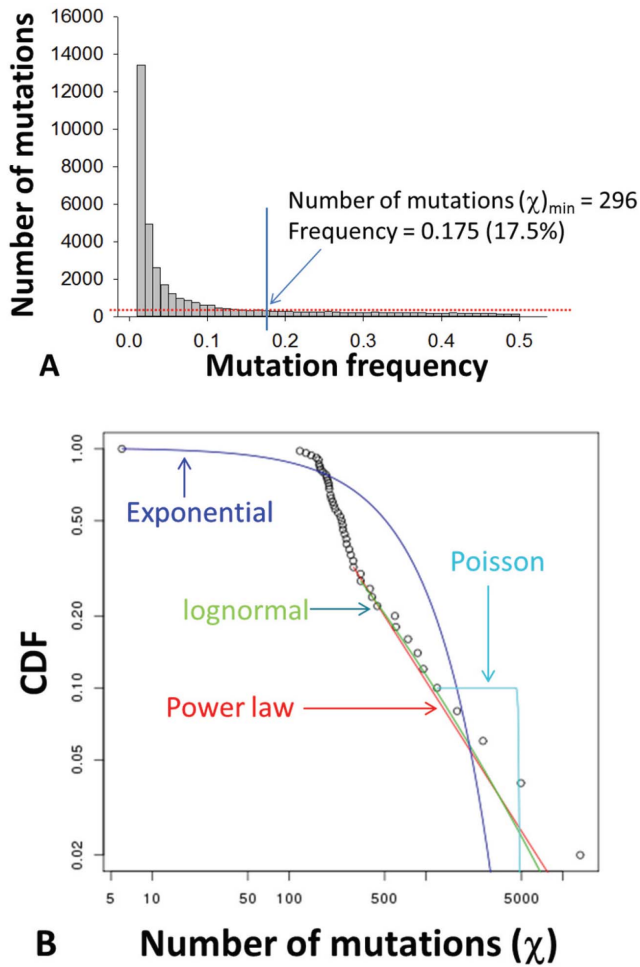 Number of mutations
16000
14000
12000
10000
8000
6000
4000
2000
0
Number of mutations (χ)min = 296
Frequency = 0.175 (17.5%)
0.0 0.1 0.2 0.3 0.4 0.5
A Mutation frequency
CDF
1.00
0.50
0.20
0.10
0.05
0.02
Exponential
Poisson
lognormal
Power law
5 10 50 100 500 5000
B Number of mutations (χ)